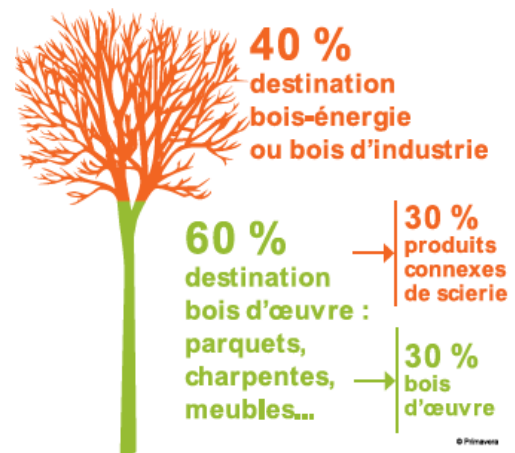 40 %
destination
bois-énergie
ou bois d'industrie
60 %
destination
bois d'œuvre :
parquets,
charpentes,
meubles...
30 %
produits
connexes
de scierie
30 %
bois
d'œuvre
© Primavera